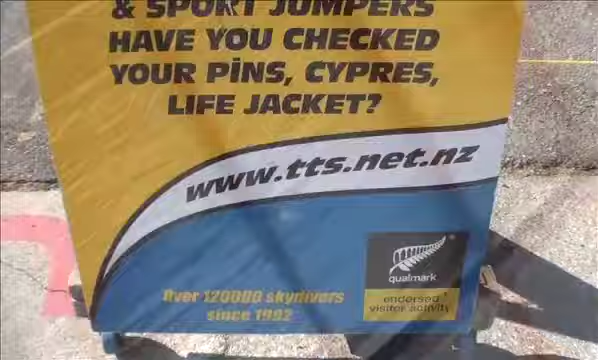 & SPORT JUMPERS
HAVE YOU CHECKED
YOUR PiNS, CYPRES,
LIFE JACKET?
www.tts.net.nz
qualmark
endorsed
visitor activity
Over 120000 skydivers
since 1992